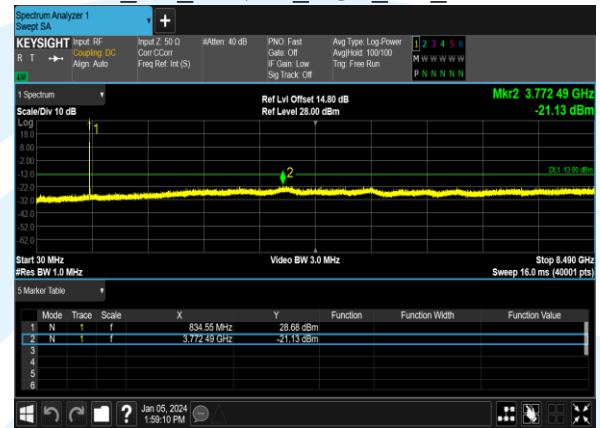 Spectrum Analyzer 1
Swept SA
KEYSIGHT
R T
Input: RF
Coupling: DC
Align: Auto
Input Z: 50 Ω
Corr CCorr
Freq Ref: Int (S)
#Atten: 40 dB
PNO: Fast
Gate: Off
IF Gain: Low
Sig Track: Off
Avg Type: Log-Power
Avg|Hold: 100/100
Trig: Free Run
1 2 3 4 5 6
M W W W W W
P N N N N N
1 Spectrum
Scale/Div 10 dB
Ref Lvl Offset 14.80 dB
Ref Level 28.00 dBm
Mkr2 3.772 49 GHz
-21.13 dBm
Log
18.0
8.00
-2.00
-12.0
-22.0
-32.0
-42.0
-52.0
-62.0
1
2
DL1 -13.00 dBm
Start 30 MHz
#Res BW 1.0 MHz
Video BW 3.0 MHz
Stop 8.490 GHz
Sweep 16.0 ms (40001 pts)
5 Marker Table
Mode Trace Scale X Y Function Function Width Function Value
1 N 1 f 834.55 MHz 28.68 dBm
2 N 1 f 3.772 49 GHz -21.13 dBm
3
4
5
6
?
Jan 05, 2024
1:59:10 PM